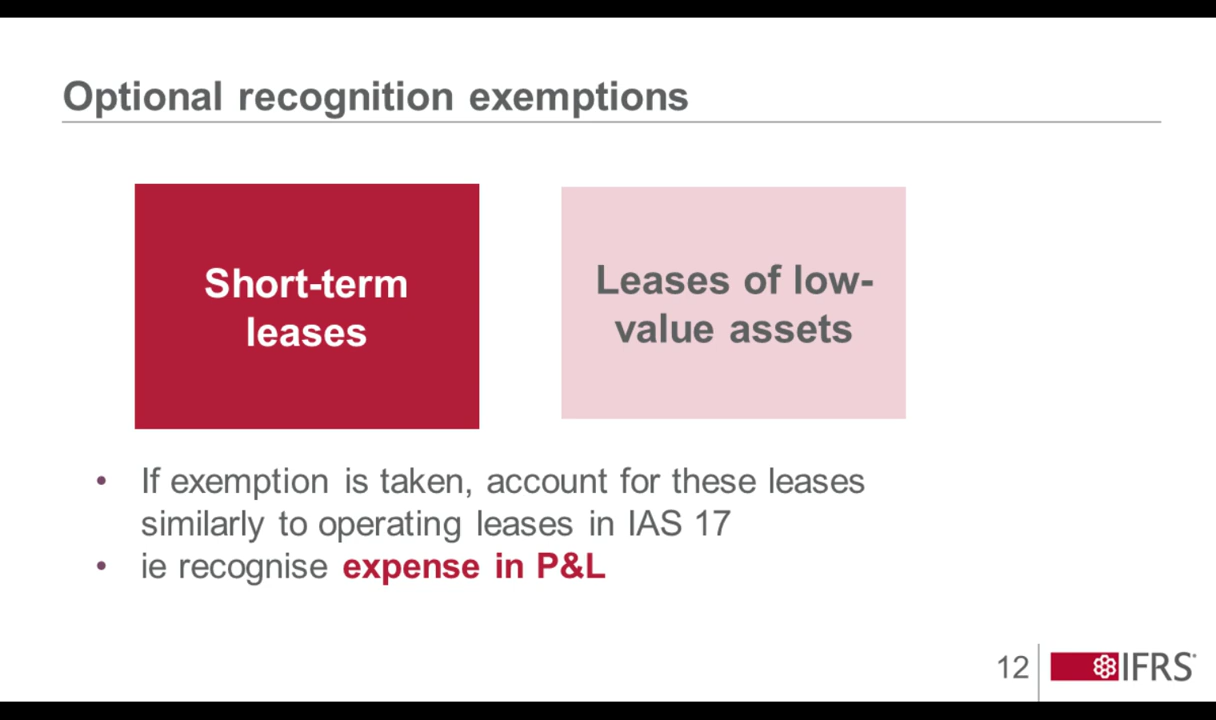 Optional recognition exemptions
Short-term
leases
Leases of low-
value assets
• If exemption is taken, account for these leases
similarly to operating leases in IAS 17
• ie recognise expense in P&L
12
IFRS